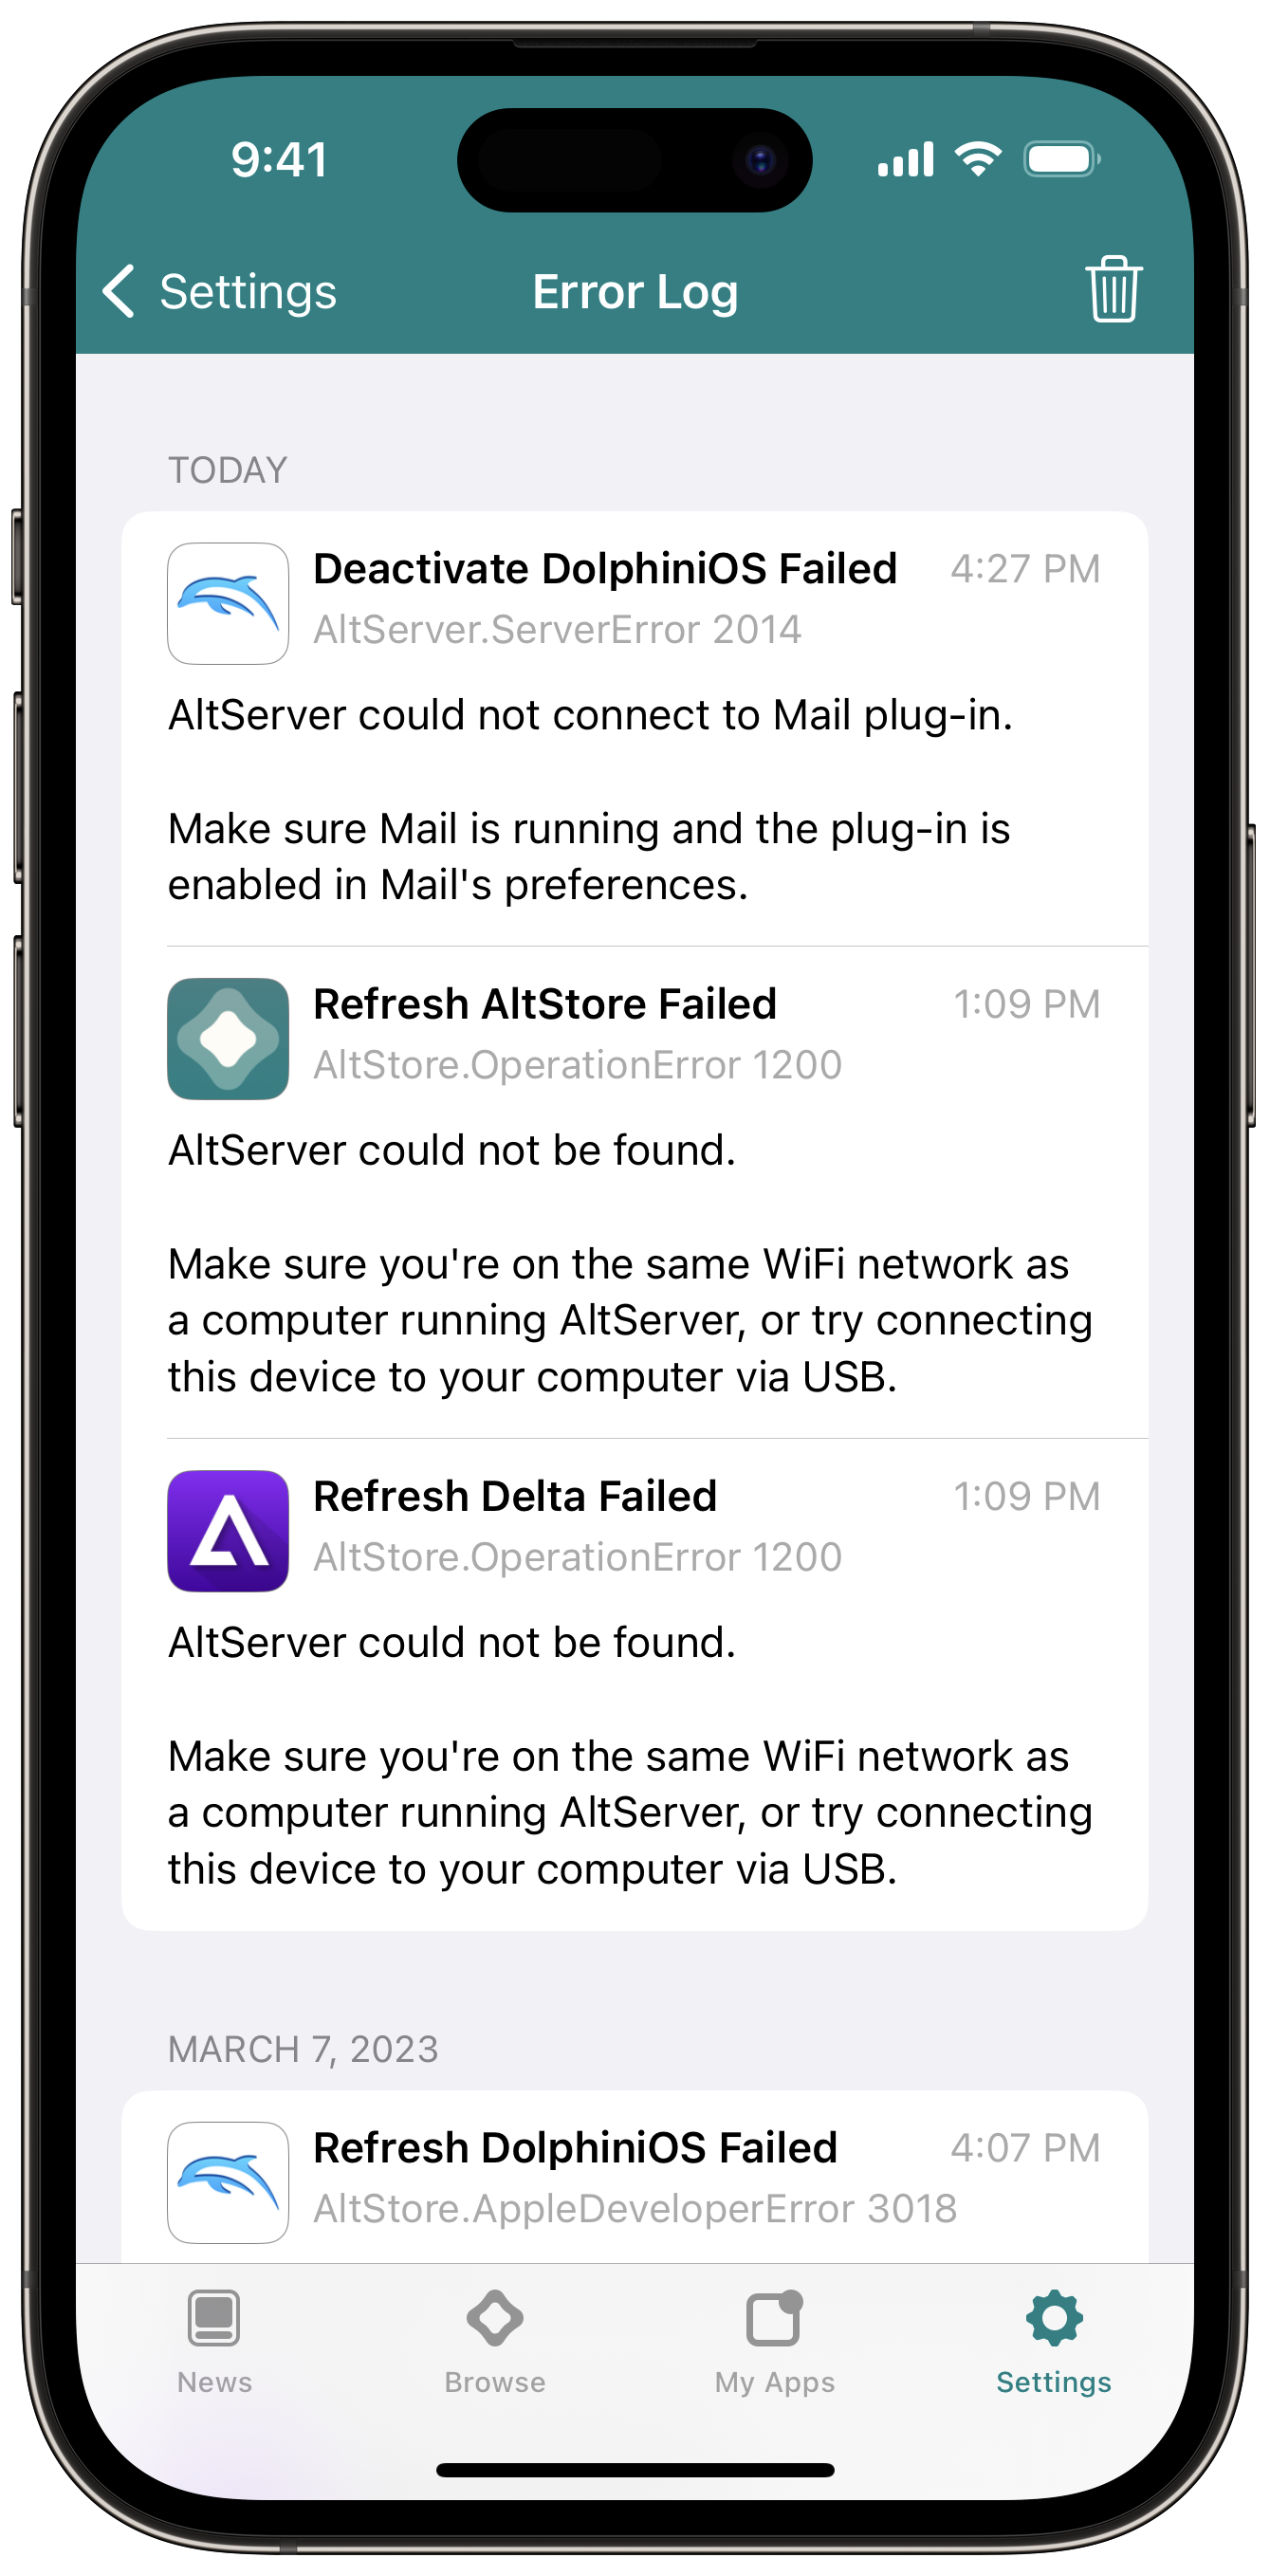 9:41
Settings
Error Log
TODAY
Deactivate DolphiniOS Failed 4:27 PM
AltServer.ServerError 2014
AltServer could not connect to Mail plug-in.
Make sure Mail is running and the plug-in is
enabled in Mail's preferences.
Refresh AltStore Failed 1:09 PM
AltStore.OperationError 1200
AltServer could not be found.
Make sure you're on the same WiFi network as
a computer running AltServer, or try connecting
this device to your computer via USB.
Refresh Delta Failed 1:09 PM
AltStore.OperationError 1200
AltServer could not be found.
Make sure you're on the same WiFi network as
a computer running AltServer, or try connecting
this device to your computer via USB.
MARCH 7, 2023
Refresh DolphiniOS Failed 4:07 PM
AltStore.AppleDeveloperError 3018
News
Browse
My Apps
Settings